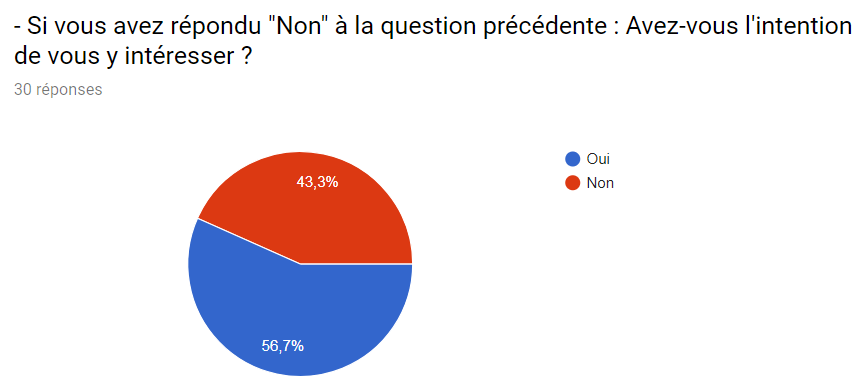 - Si vous avez répondu "Non" à la question précédente : Avez-vous l'intention
de vous y intéresser ?
30 réponses
Oui
Non
43,3%
56,7%